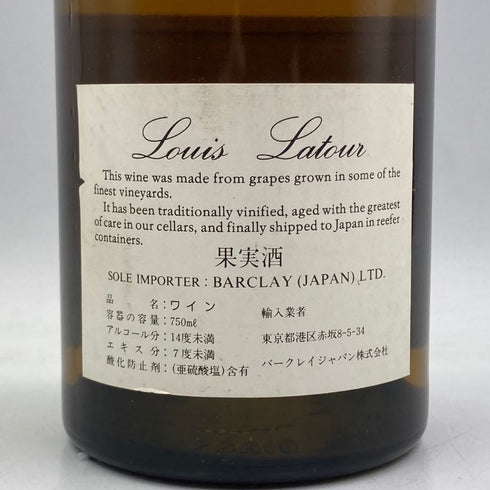 Louis Latour
This wine was made from grapes grown in some of the
finest vineyards.
It has been traditionally vinified, aged with the greatest
of care in our cellars, and finally shipped to Japan in reefer
containers.
果実酒
SOLE IMPORTER : BARCLAY (JAPAN) LTD.
品名:ワイン
容器の容量:750mℓ
アルコール分:14度未満
エキス分:7度未満
酸化防止剤:(亜硫酸塩)含有
輸入業者
東京都港区赤坂8-5-34
バークレイジャパン株式会社